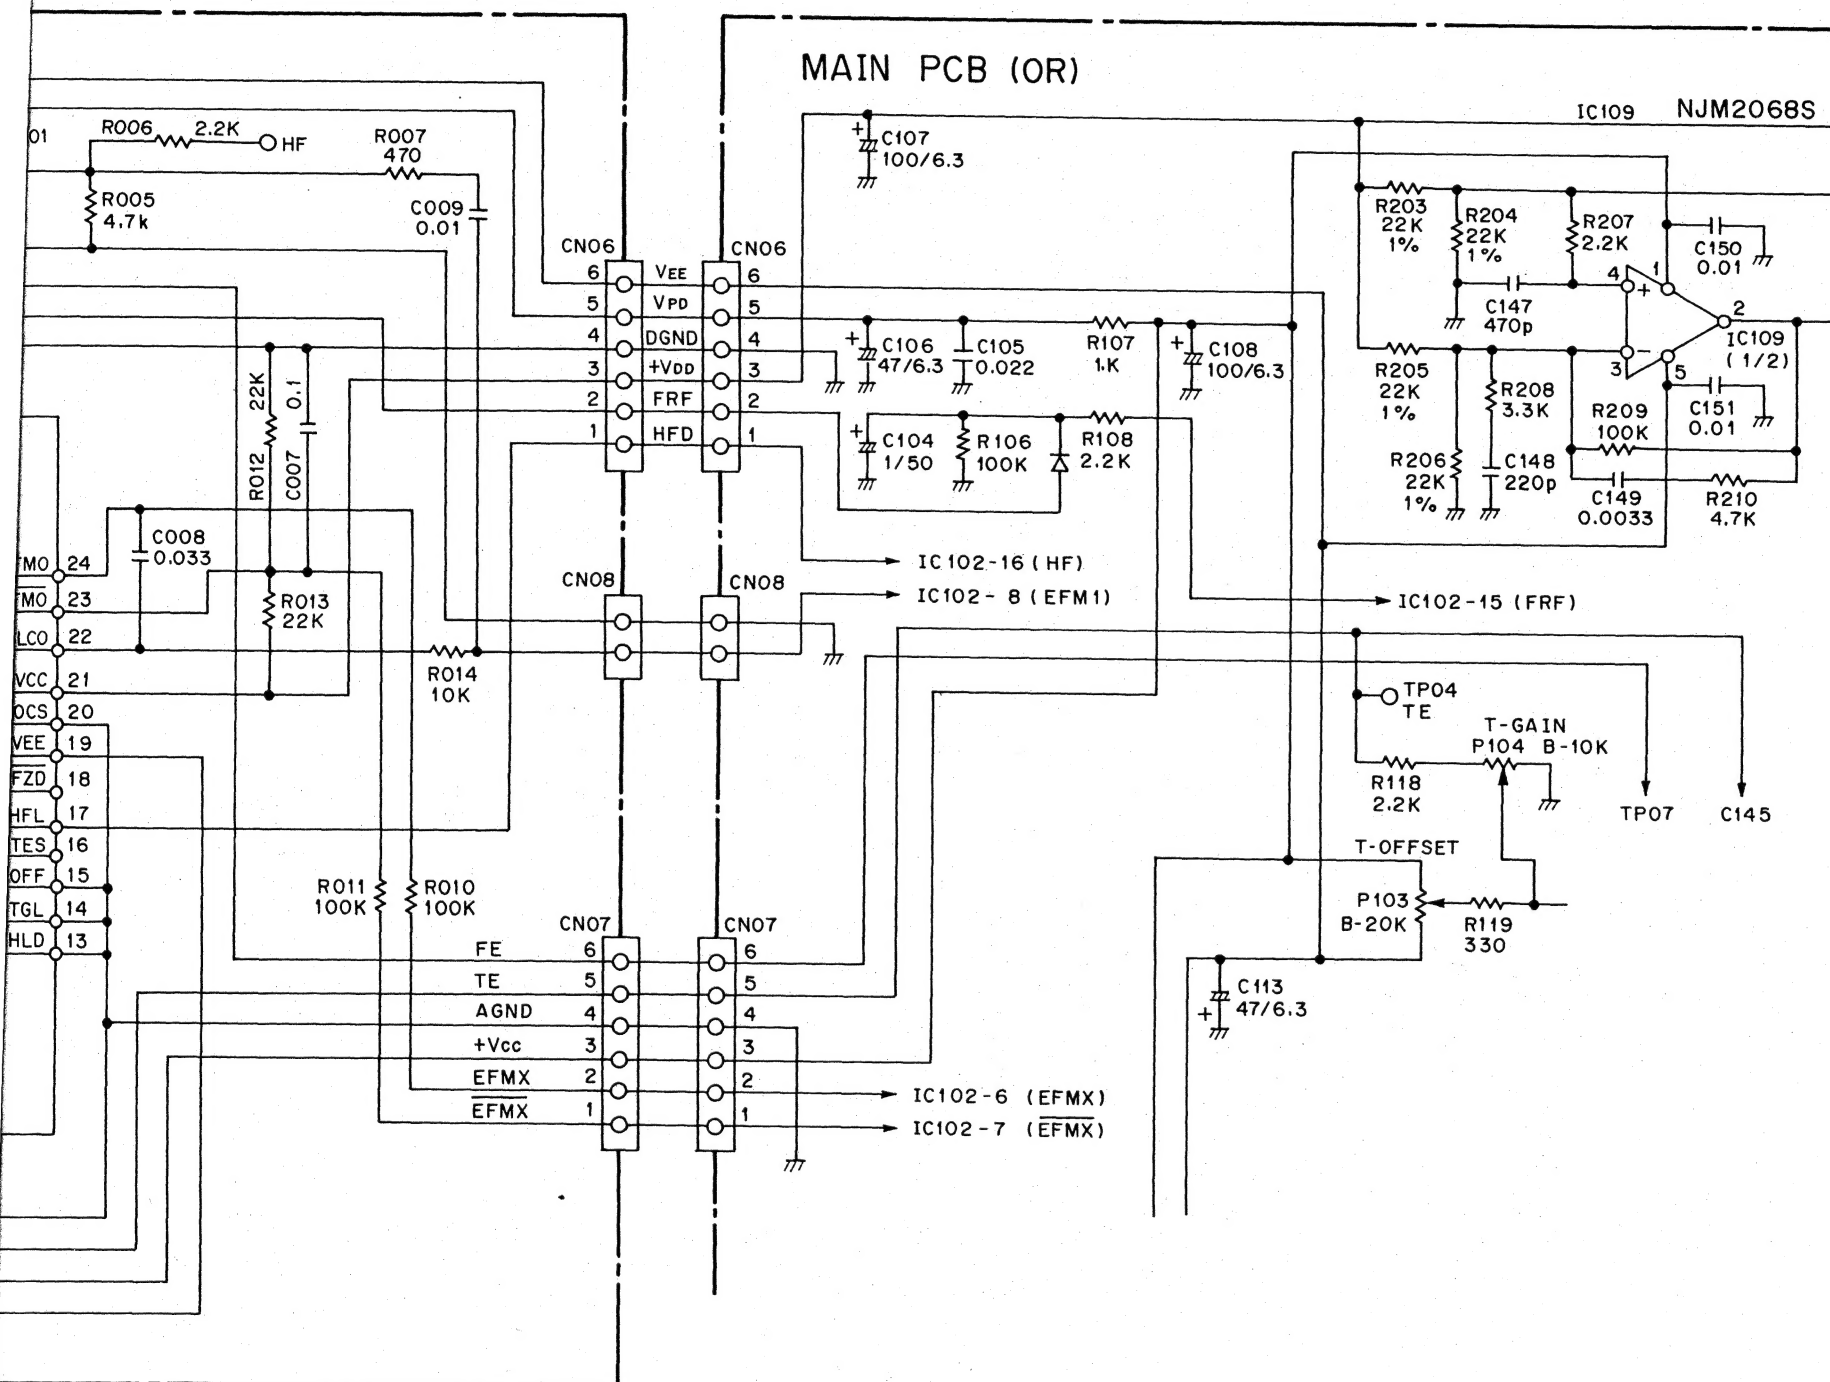 MAIN PCB (OR)
IC109 NJM2068S
01
R006 2.2K
HF
R007
470
R005
4.7k
C009
0.01
C107
100/6.3
R203
22K
1%
R204
22K
1%
R207
2.2K
C150
0.01
4
+
1
C147
470p
2
IC109
(1/2)
3
-
5
R205
22K
1%
R208
3.3K
R209
100K
C151
0.01
R206
22K
1%
C148
220p
C149
0.0033
R210
4.7K
CN06
CN06
6 VEE 6
5 VPD 5
4 DGND 4
3 +VDD 3
2 FRF 2
1 HFD 1
C106
47/6.3
C105
0.022
R107
1K
C108
100/6.3
C104
1/50
R106
100K
R108
2.2K
R012 22K
C007 0.1
C008
0.033
R013
22K
R014
10K
CN08
CN08
IC102-16 (HF)
IC102-8 (EFM1)
IC102-15 (FRF)
MO 24
MO 23
LCO 22
VCC 21
OCS 20
VEE 19
FZD 18
HFL 17
TES 16
OFF 15
TGL 14
HLD 13
TP04
TE
T-GAIN
P104 B-10K
R118
2.2K
TP07
C145
T-OFFSET
P103
B-20K
R119
330
R011
100K
R010
100K
C113
47/6.3
+
+
+
+
+
CN07
CN07
FE 6 6
TE 5 5
AGND 4 4
+Vcc 3 3
EFMX 2 2
EFMX 1 1
IC102-6 (EFMX)
IC102-7 (EFMX)